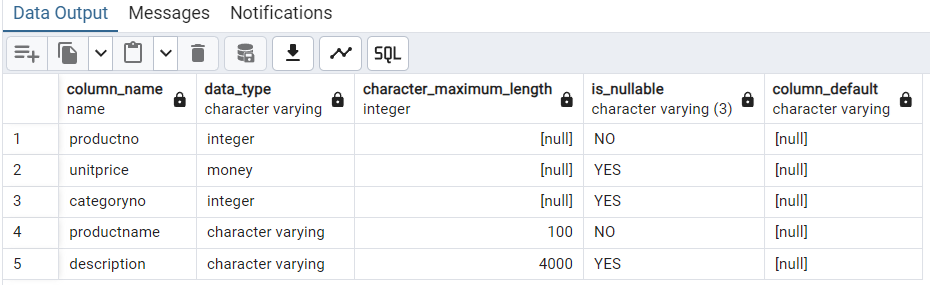 Data Output Messages Notifications
SQL
column_name data_type character_maximum_length is_nullable column_default
name character varying integer character varying (3) character varying
1 productno integer [null] NO [null]
2 unitprice money [null] YES [null]
3 categoryno integer [null] YES [null]
4 productname character varying 100 NO [null]
5 description character varying 4000 YES [null]